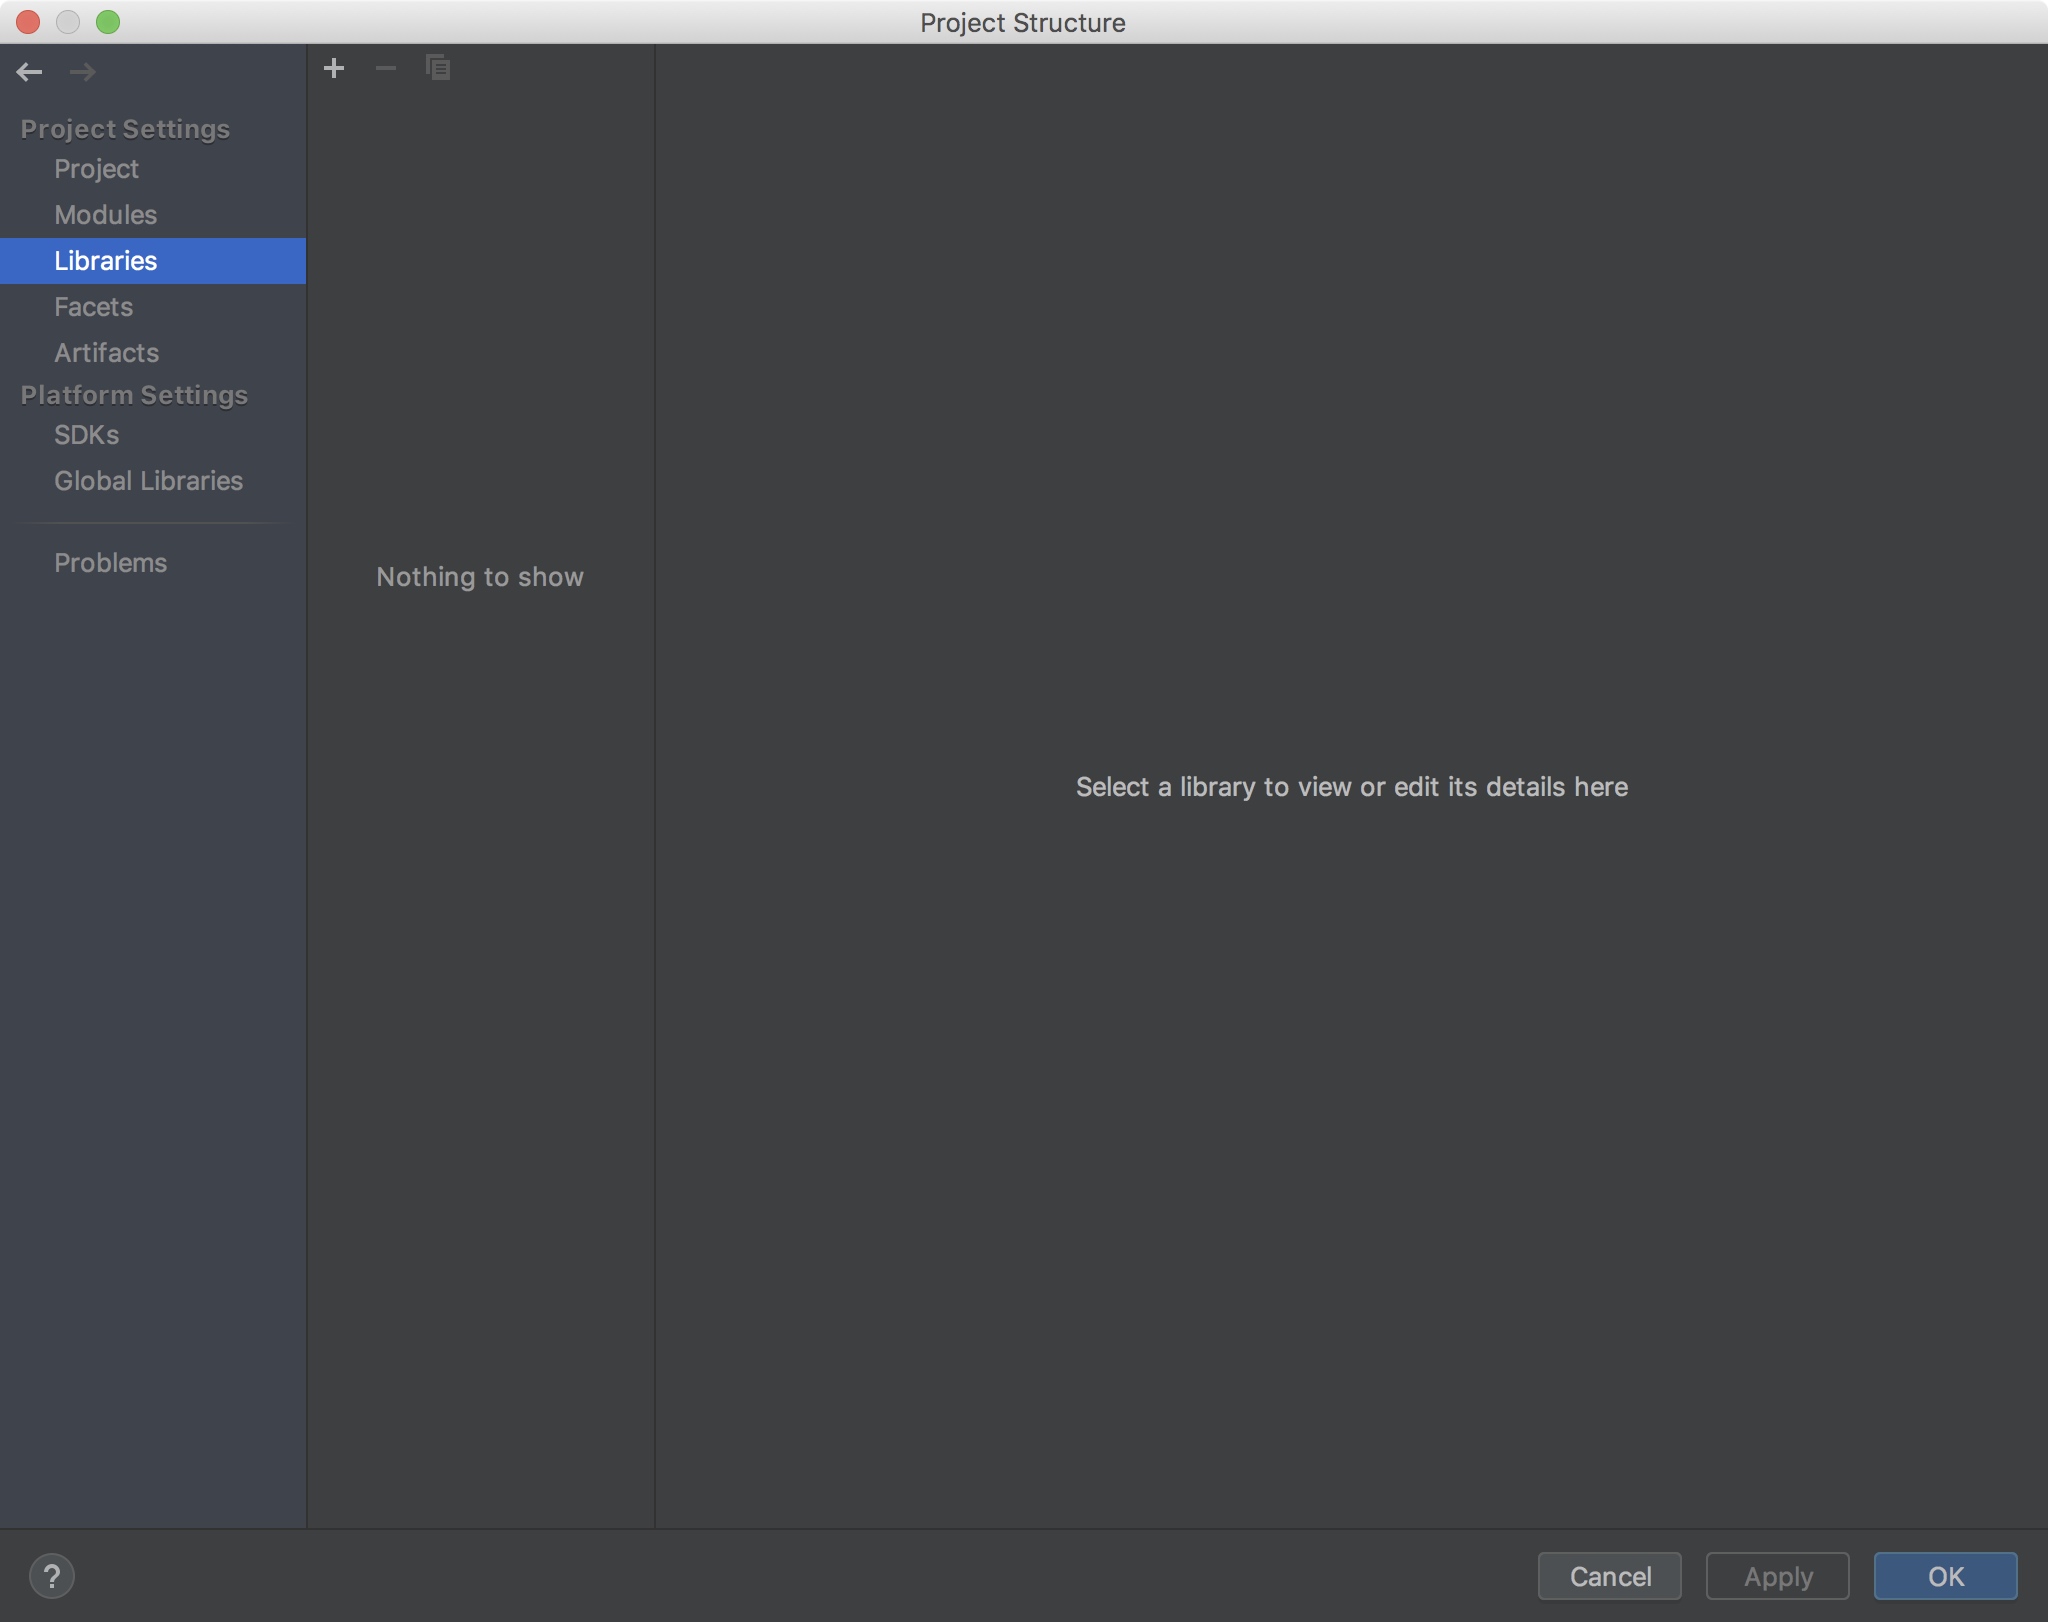 Project Structure
Project Settings
Project
Modules
Libraries
Facets
Artifacts
Platform Settings
SDKs
Global Libraries
Problems
Nothing to show
Select a library to view or edit its details here
?
Cancel
Apply
OK